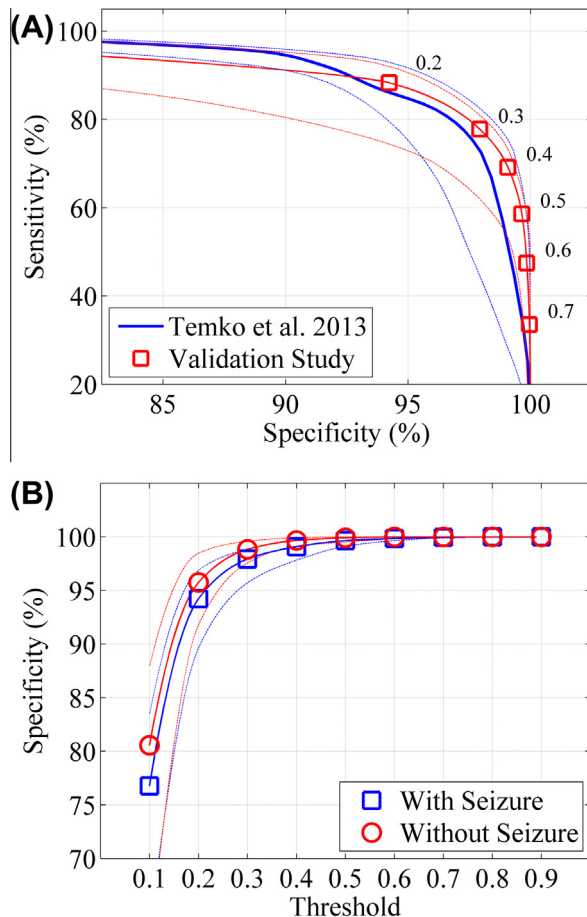 (A)
100
80
60
40
20
Sensitivity (%)
0.2
0.3
0.4
0.5
0.6
0.7
Temko et al. 2013
Validation Study
85
90
95
100
Specificity (%)
(B)
100
95
90
85
80
75
70
Specificity (%)
With Seizure
Without Seizure
0.1 0.2 0.3 0.4 0.5 0.6 0.7 0.8 0.9
Threshold